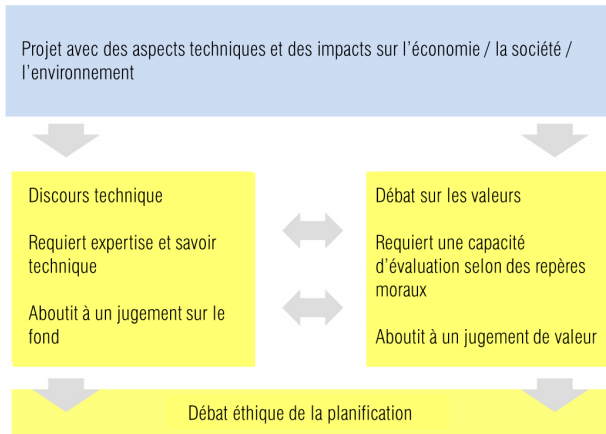 Projet avec des aspects techniques et des impacts sur l'économie / la société /
l'environnement
Discours technique
Requiert expertise et savoir
technique
Aboutit à un jugement sur le
fond
Débat sur les valeurs
Requiert une capacité
d'évaluation selon des repères
moraux
Aboutit à un jugement de valeur
Débat éthique de la planification